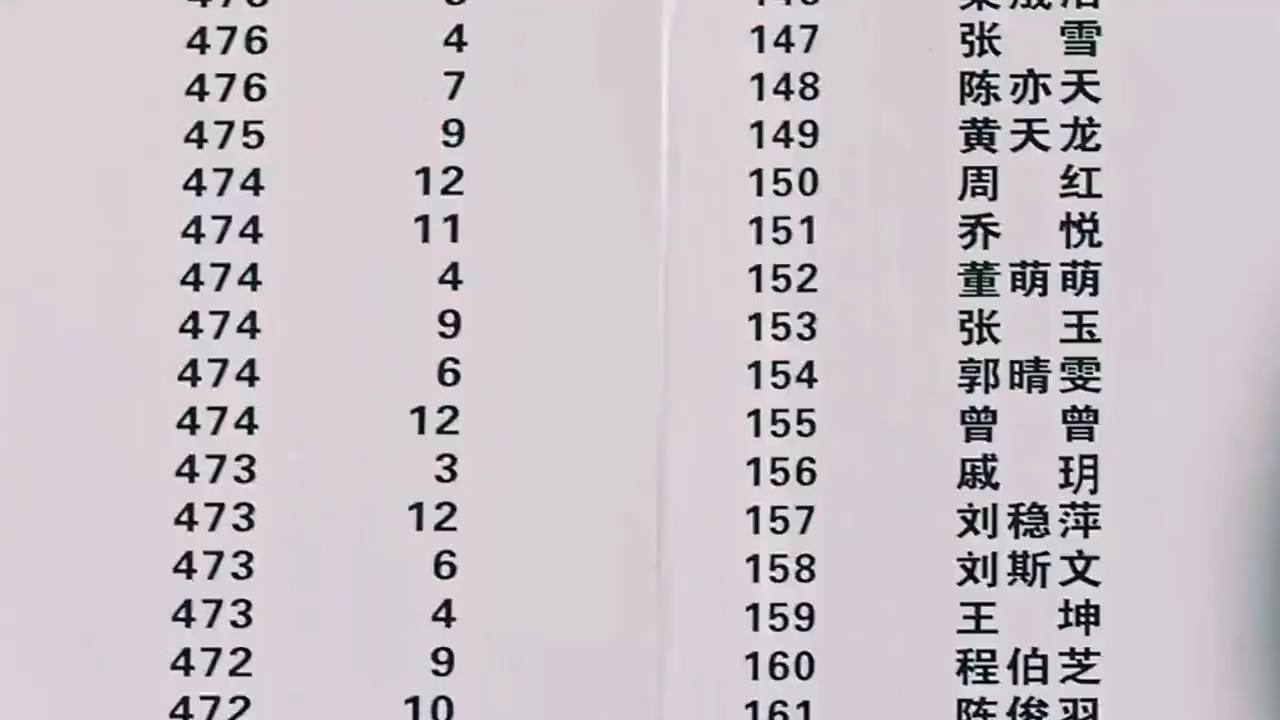 476 4 147 张 雪
476 7 148 陈亦天
475 9 149 黄天龙
474 12 150 周 红
474 11 151 乔 悦
474 4 152 董萌萌
474 9 153 张 玉
474 6 154 郭晴雯
474 12 155 曾 曾
473 3 156 戚 玥
473 12 157 刘稳萍
473 6 158 刘斯文
473 4 159 王 坤
472 9 160 程伯芝
472 10 161 陈俊羽